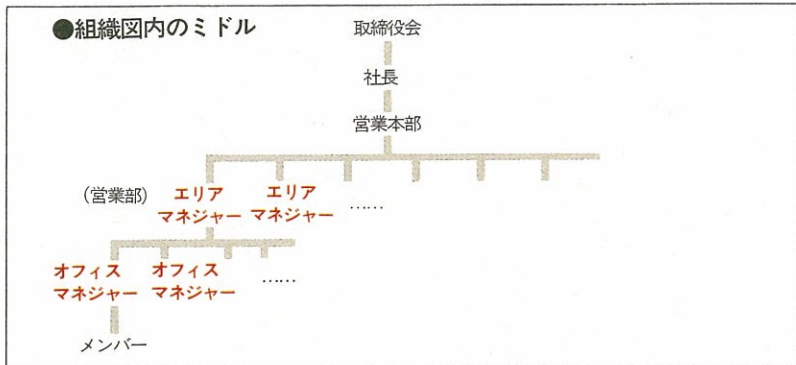 ●組織図内のミドル
取締役会
社長
営業本部
(営業部)
エリア
マネジャー
エリア
マネジャー
……
オフィス
マネジャー
オフィス
マネジャー
……
メンバー